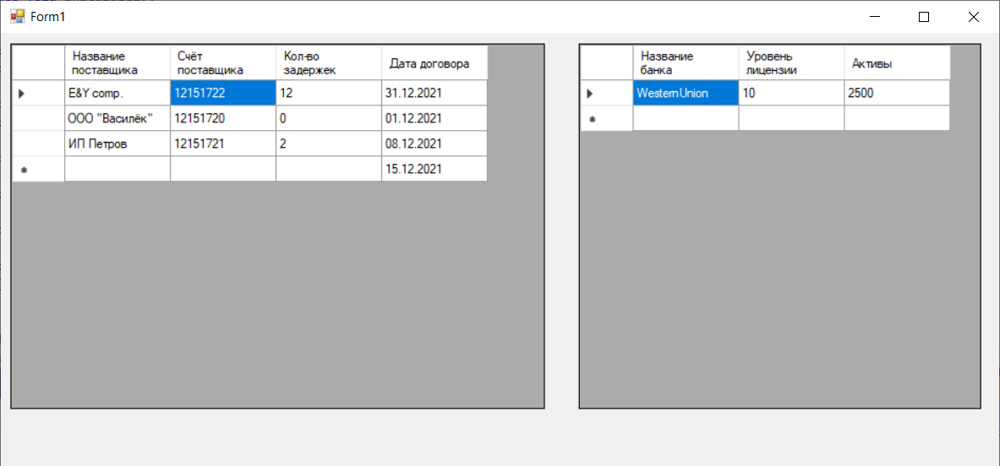 Form1
Название поставщика Счёт поставщика Кол-во задержек Дата договора
E&Y comp. 12151722 12 31.12.2021
ООО "Василёк" 12151720 0 01.12.2021
ИП Петров 12151721 2 08.12.2021
15.12.2021
Название банка Уровень лицензии Активы
WesternUnion 10 2500